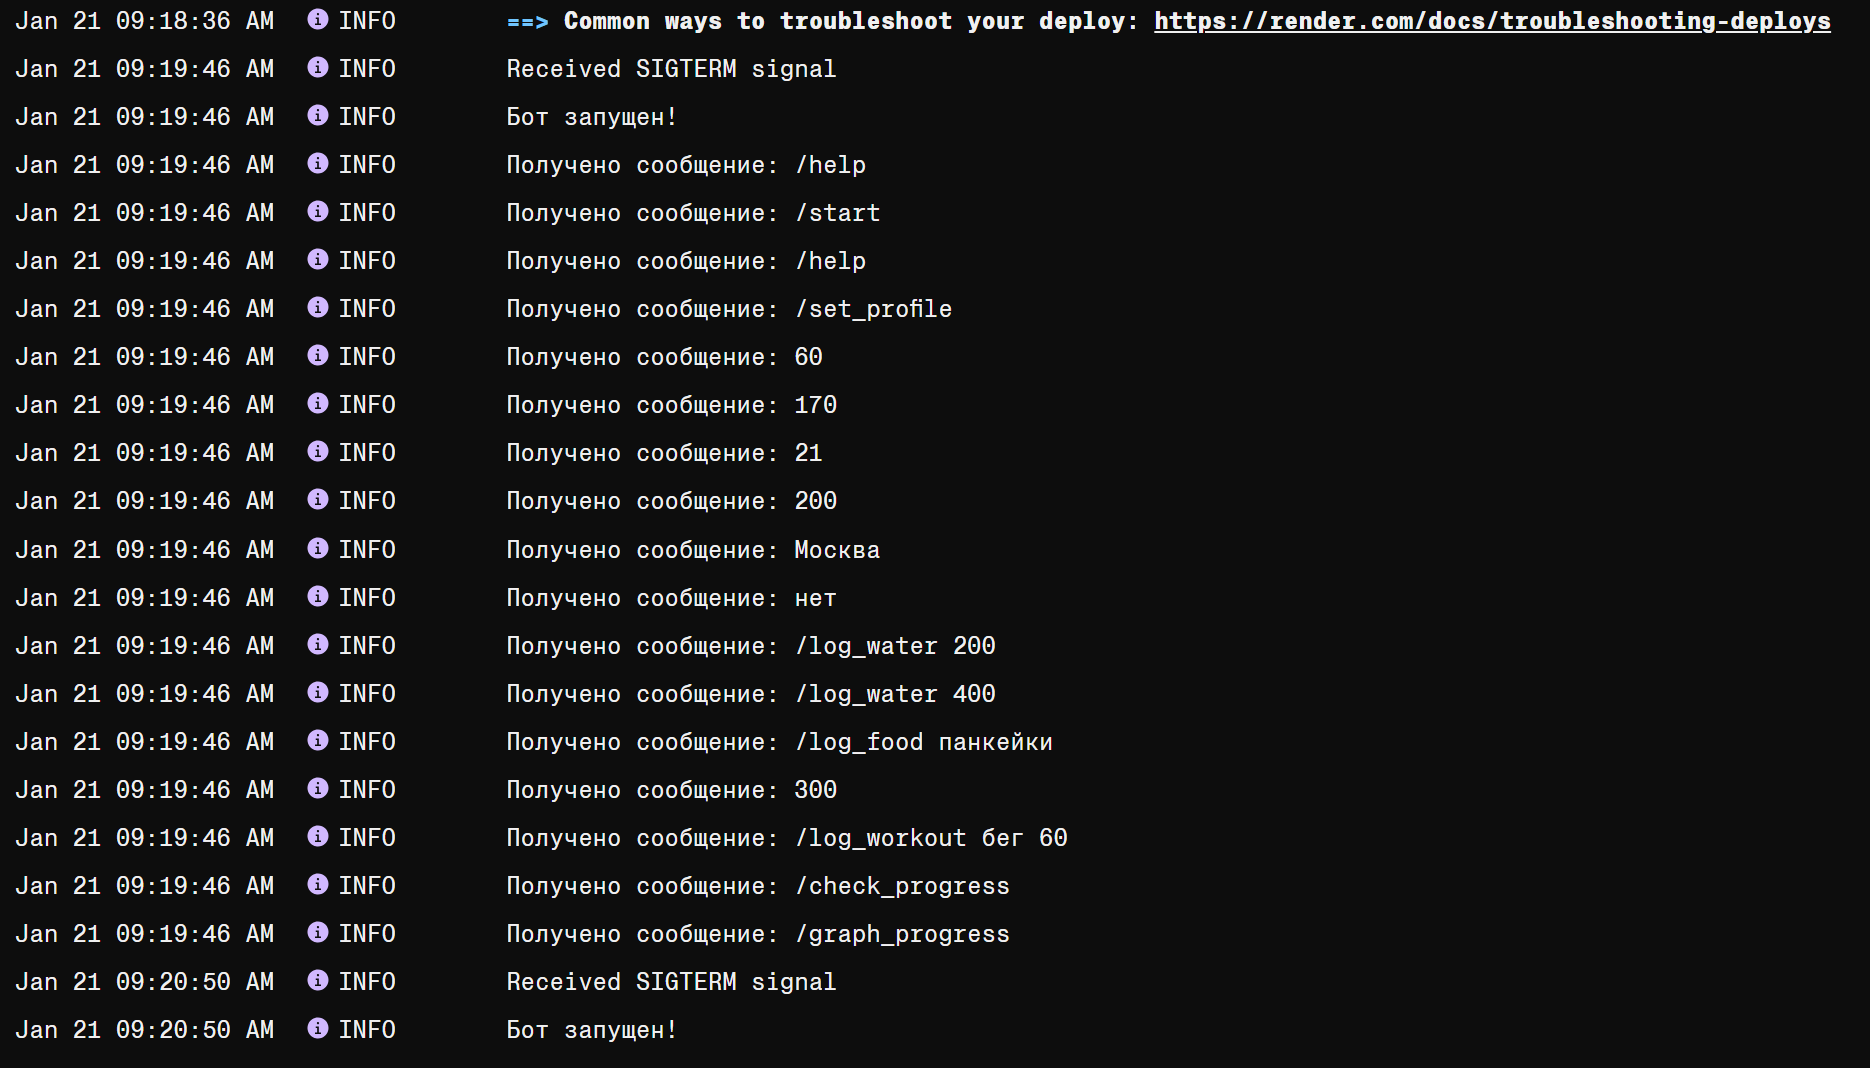 Jan 21 09:18:36 AM INFO ==> Common ways to troubleshoot your deploy: https://render.com/docs/troubleshooting-deploys
Jan 21 09:19:46 AM INFO Received SIGTERM signal
Jan 21 09:19:46 AM INFO Бот запущен!
Jan 21 09:19:46 AM INFO Получено сообщение: /help
Jan 21 09:19:46 AM INFO Получено сообщение: /start
Jan 21 09:19:46 AM INFO Получено сообщение: /help
Jan 21 09:19:46 AM INFO Получено сообщение: /set_profile
Jan 21 09:19:46 AM INFO Получено сообщение: 60
Jan 21 09:19:46 AM INFO Получено сообщение: 170
Jan 21 09:19:46 AM INFO Получено сообщение: 21
Jan 21 09:19:46 AM INFO Получено сообщение: 200
Jan 21 09:19:46 AM INFO Получено сообщение: Москва
Jan 21 09:19:46 AM INFO Получено сообщение: нет
Jan 21 09:19:46 AM INFO Получено сообщение: /log_water 200
Jan 21 09:19:46 AM INFO Получено сообщение: /log_water 400
Jan 21 09:19:46 AM INFO Получено сообщение: /log_food панкейки
Jan 21 09:19:46 AM INFO Получено сообщение: 300
Jan 21 09:19:46 AM INFO Получено сообщение: /log_workout бег 60
Jan 21 09:19:46 AM INFO Получено сообщение: /check_progress
Jan 21 09:19:46 AM INFO Получено сообщение: /graph_progress
Jan 21 09:20:50 AM INFO Received SIGTERM signal
Jan 21 09:20:50 AM INFO Бот запущен!